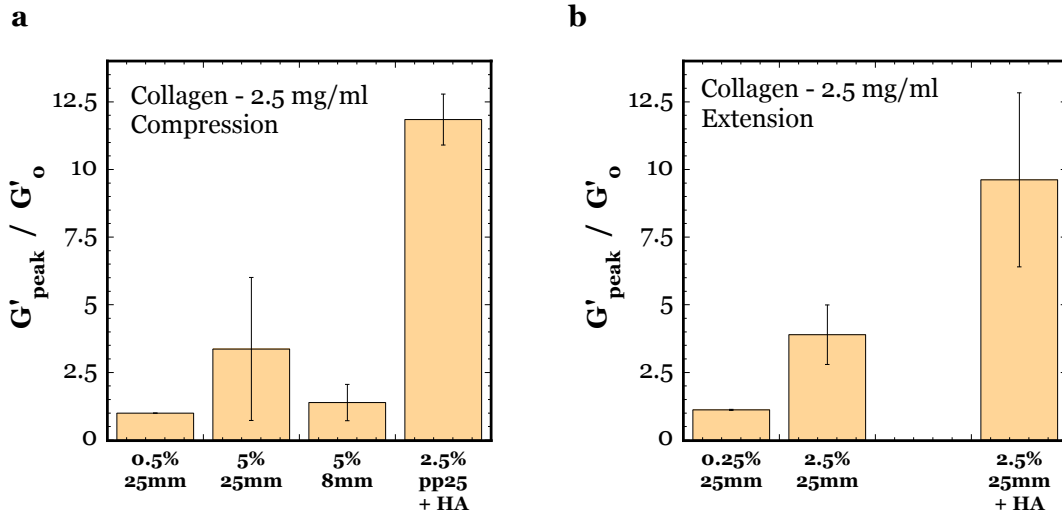 a
Collagen - 2.5 mg/ml
Compression
G'peak / G'o
12.5
10
7.5
5
2.5
0
0.5%
25mm
5%
25mm
5%
8mm
2.5%
pp25
+ HA
b
Collagen - 2.5 mg/ml
Extension
G'peak / G'o
12.5
10
7.5
5
2.5
0
0.25%
25mm
2.5%
25mm
2.5%
25mm
+ HA